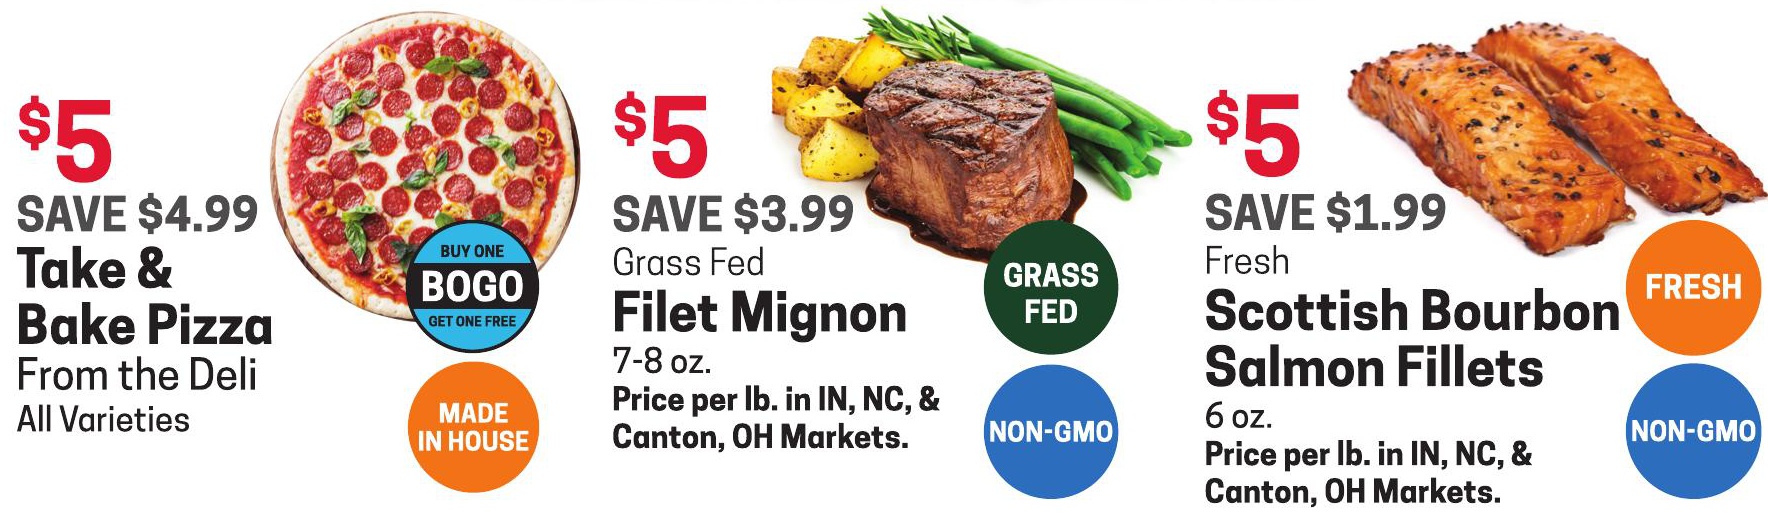 $5
SAVE $4.99
Take &
Bake Pizza
From the Deli
All Varieties
BUY ONE
BOGO
GET ONE FREE
MADE
IN HOUSE
$5
SAVE $3.99
Grass Fed
Filet Mignon
7-8 oz.
Price per lb. in IN, NC, &
Canton, OH Markets.
GRASS
FED
NON-GMO
$5
SAVE $1.99
Fresh
Scottish Bourbon
Salmon Fillets
6 oz.
Price per lb. in IN, NC, &
Canton, OH Markets.
FRESH
NON-GMO